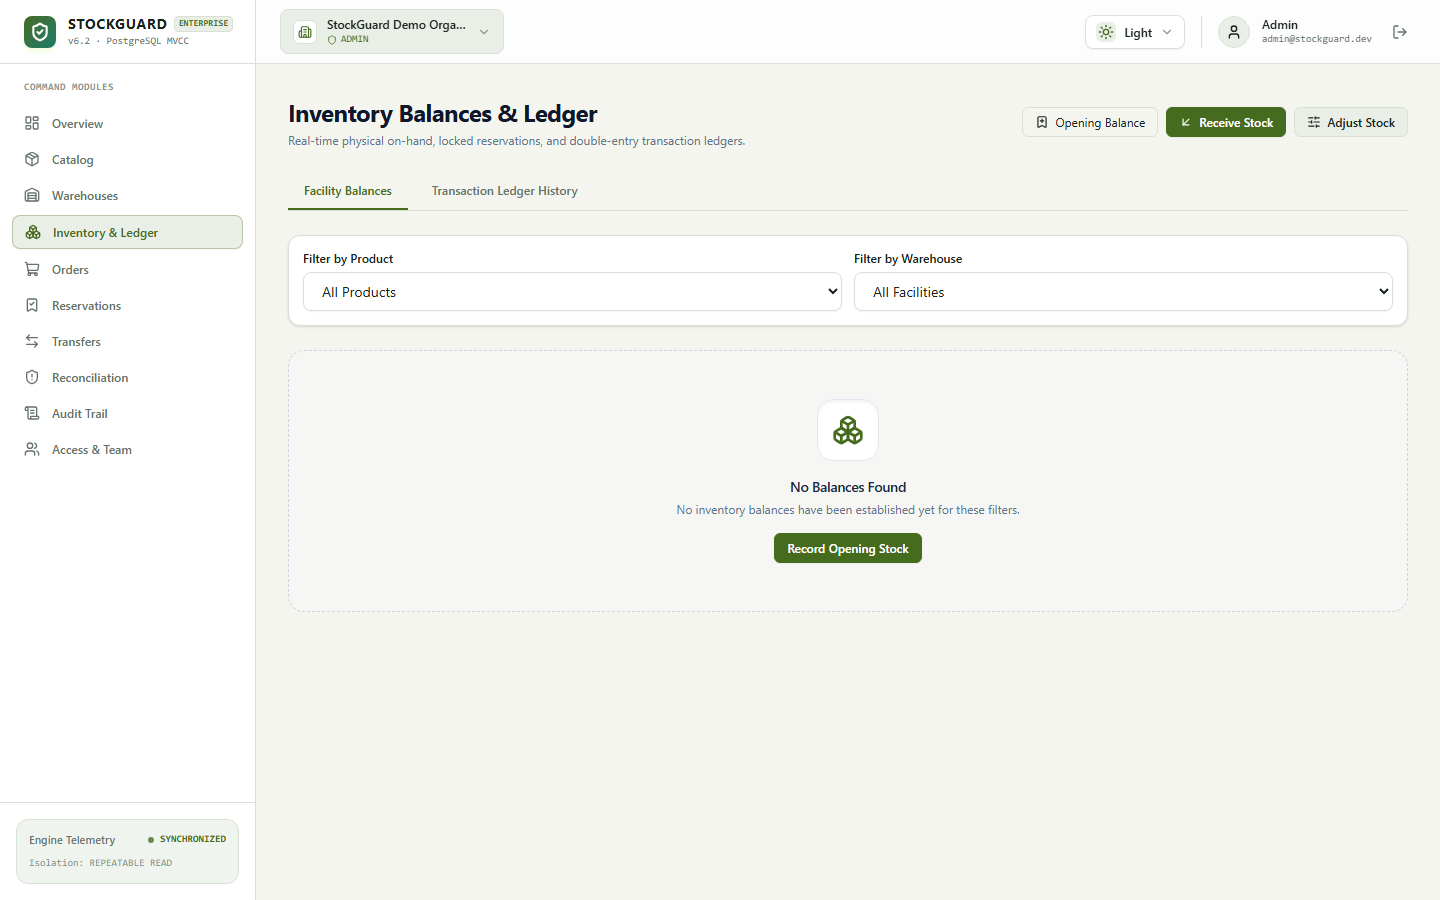 STOCKGUARD ENTERPRISE
v6.2 · PostgreSQL MVCC
StockGuard Demo Orga...
ADMIN
Light
Admin
admin@stockguard.dev
COMMAND MODULES
Overview
Catalog
Warehouses
Inventory & Ledger
Orders
Reservations
Transfers
Reconciliation
Audit Trail
Access & Team
Engine Telemetry
SYNCHRONIZED
Isolation: REPEATABLE READ
Inventory Balances & Ledger
Real-time physical on-hand, locked reservations, and double-entry transaction ledgers.
Opening Balance
Receive Stock
Adjust Stock
Facility Balances
Transaction Ledger History
Filter by Product
All Products
Filter by Warehouse
All Facilities
No Balances Found
No inventory balances have been established yet for these filters.
Record Opening Stock